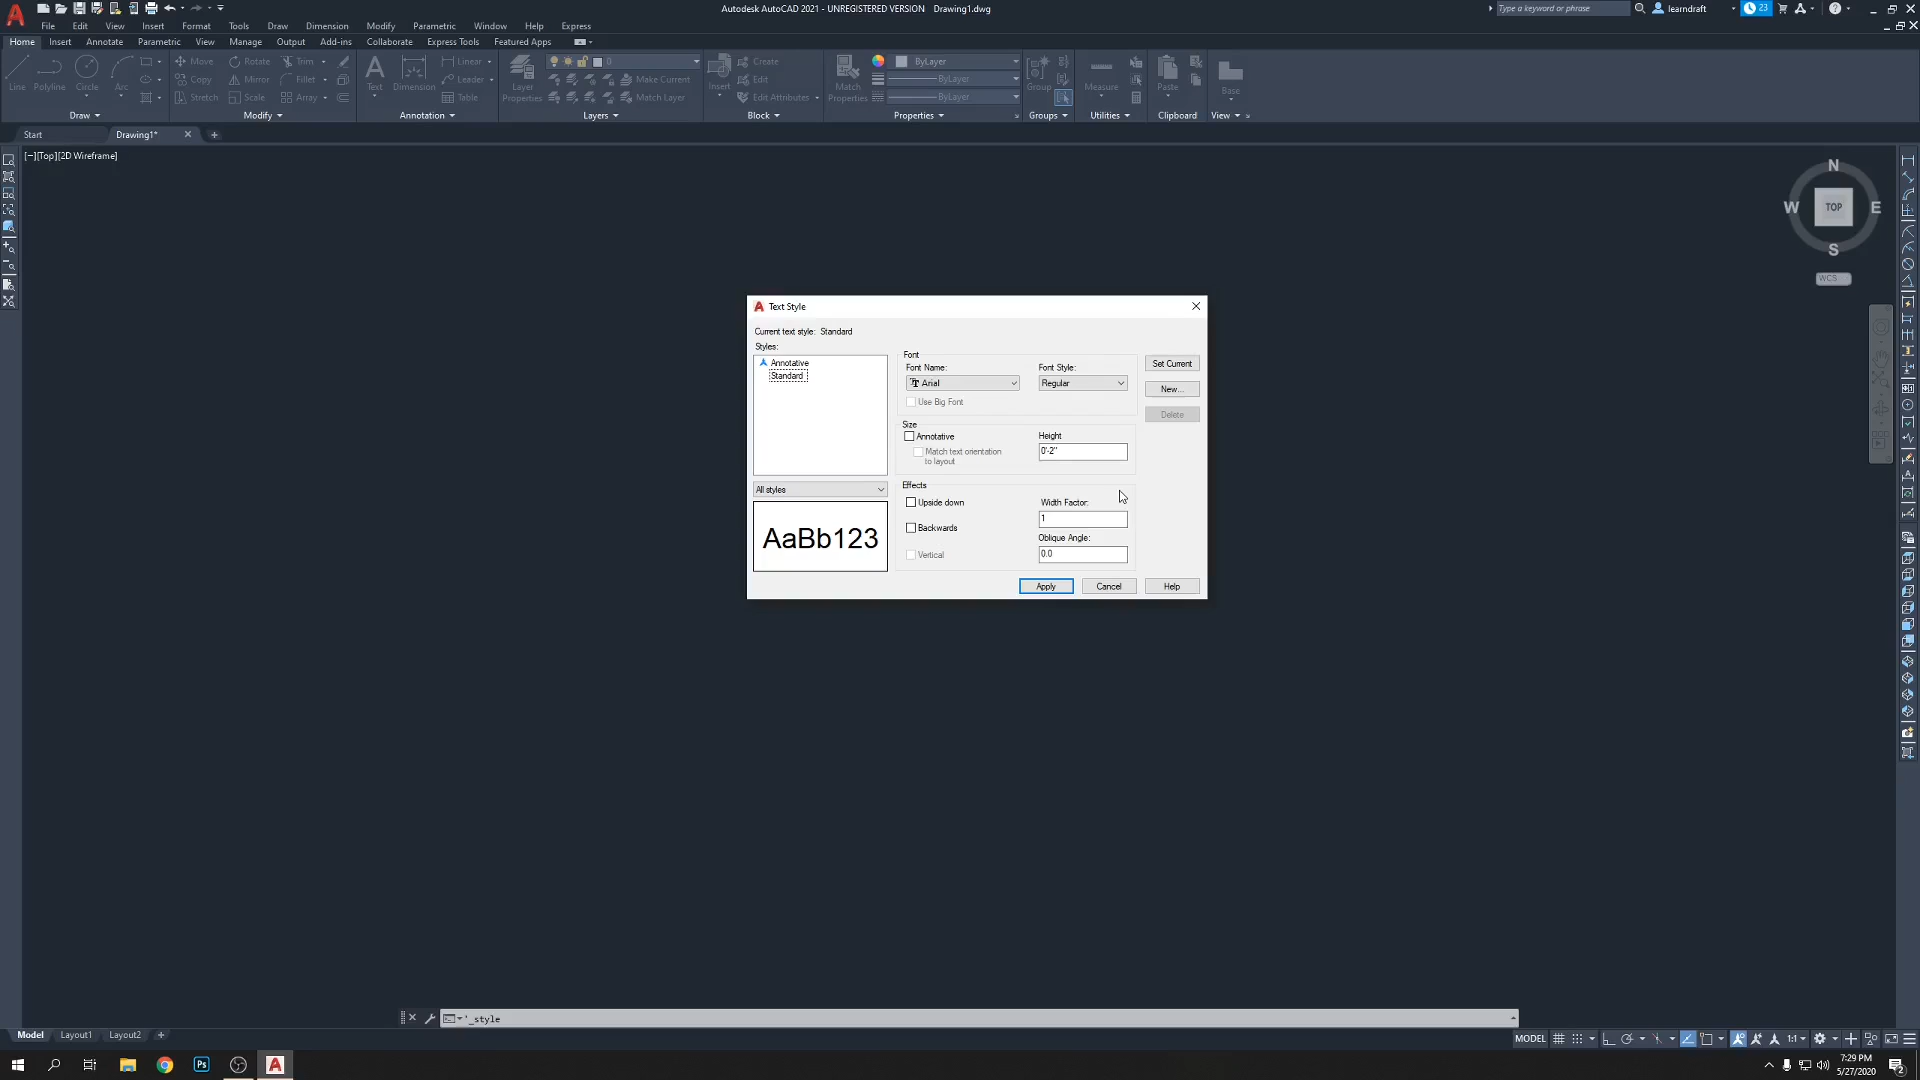 Autodesk AutoCAD 2021 - UNREGISTERED VERSION Drawing1.dwg
Type a keyword or phrase learndraft 23
File Edit View Insert Format Tools Draw Dimension Modify Parametric Window Help Express
Home Insert Annotate Parametric View Manage Output Add-ins Collaborate Express Tools Featured Apps
Line Polyline Circle Arc
Move Rotate Trim
Copy Mirror Fillet
Stretch Scale Array
Text Dimension
Linear
Leader
Table
Layer Properties
0
Make Current
Match Layer
Insert
Create
Edit
Edit Attributes
Match Properties
ByLayer
ByLayer
ByLayer
Group
Measure
Paste
Base
Draw Modify Annotation Layers Block Properties Groups Utilities Clipboard View
Start Drawing1*
[−][Top][2D Wireframe]
N
W TOP E
S
WCS
Text Style
Current text style: Standard
Styles:
Annotative
Standard
All styles
AaBb123
Font
Font Name: Font Style:
Arial Regular
Use Big Font
Size
Annotative
Match text orientation
to layout
Height
0'-2"
Effects
Upside down
Backwards
Vertical
Width Factor:
1
Oblique Angle:
0.0
Set Current
New...
Delete
Apply Cancel Help
'_style
Model Layout1 Layout2
MODEL 1:1
Ps
7:29 PM
5/27/2020
2